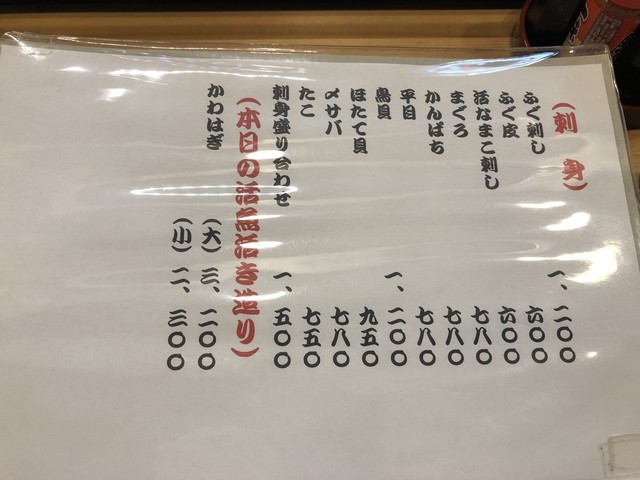 (刺身)
ふぐ刺し 一、二〇〇
ふぐ皮 六〇〇
活なまこ刺し 六〇〇
まぐろ 七八〇
かんぱち 七八〇
平目 七八〇
鳥貝 一、二〇〇
ほたて貝 九五〇
〆サバ 七八〇
たこ 七五〇
刺身盛り合わせ 一、五〇〇
(本日の活魚活き造り)
かわはぎ (大) 三、二〇〇
(小) 二、三〇〇